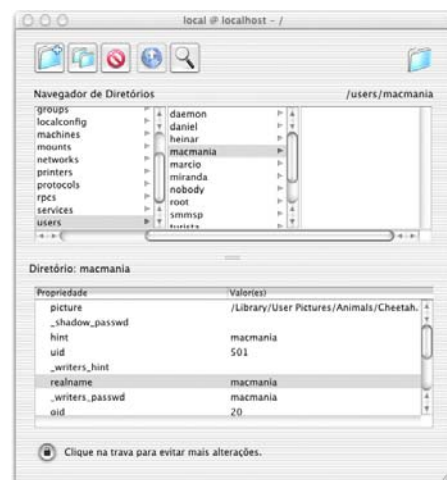 local @ localhost - /
Navegador de Diretórios
/users/macmania
groups
localconfig
machines
mounts
networks
printers
protocols
rpcs
services
users
daemon
daniel
heinar
macmania
marcio
miranda
nobody
root
smmsp
turista
Diretório: macmania
Propriedade Valor(es)
picture /Library/User Pictures/Animals/Cheetah.
_shadow_passwd
hint macmania
uid 501
_writers_hint
realname macmania
_writers_passwd macmania
gid 20
Clique na trava para evitar mais alterações.